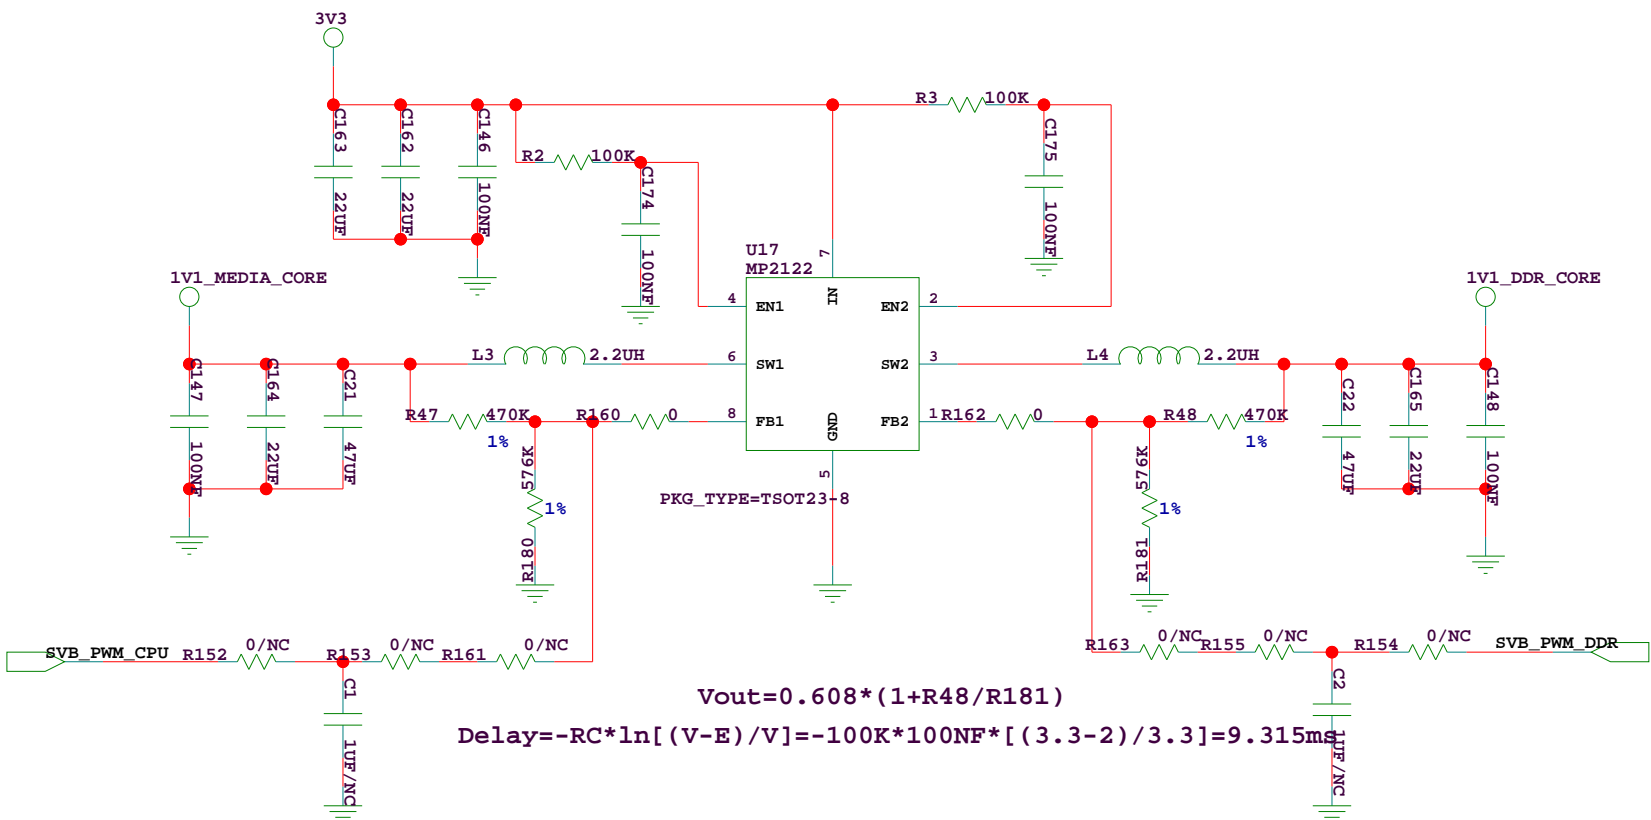 3V3
C163
22UF
C162
22UF
C146
100NF
R2
100K
C174
100NF
R3
100K
C175
100NF
U17
MP2122
7
IN
4
EN1
EN2
2
6
SW1
SW2
3
8
FB1
FB2
1
GND
5
PKG_TYPE=TSOT23-8
1V1_MEDIA_CORE
C147
100NF
C164
22UF
C21
47UF
L3
2.2UH
R47
470K
1%
R160
0
576K
1%
R180
1V1_DDR_CORE
L4
2.2UH
R162
0
R48
470K
1%
576K
1%
R181
C22
47UF
C165
22UF
C148
100NF
SVB_PWM_CPU
R152
0/NC
R153
0/NC
R161
0/NC
C1
1UF/NC
R163
0/NC
R155
0/NC
R154
0/NC
SVB_PWM_DDR
C2
1UF/NC
Vout=0.608*(1+R48/R181)
Delay=-RC*ln[(V-E)/V]=-100K*100NF*[(3.3-2)/3.3]=9.315ms